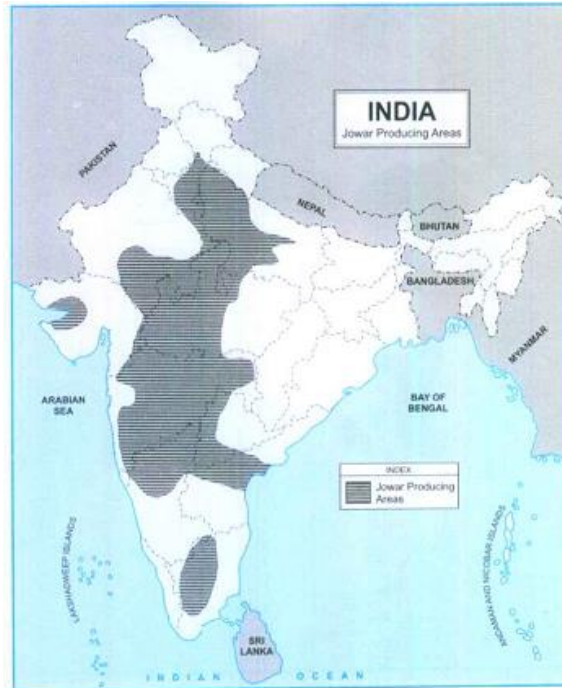 INDIA
Jowar Producing Areas
PAKISTAN
NEPAL
BHUTAN
BANGLADESH
MYANMAR
ARABIAN
SEA
BAY OF
BENGAL
INDEX
Jowar Producing
Areas
LAKSHADWEEP ISLANDS
ANDAMAN AND NICOBAR ISLANDS
SRI
LANKA
INDIAN OCEAN